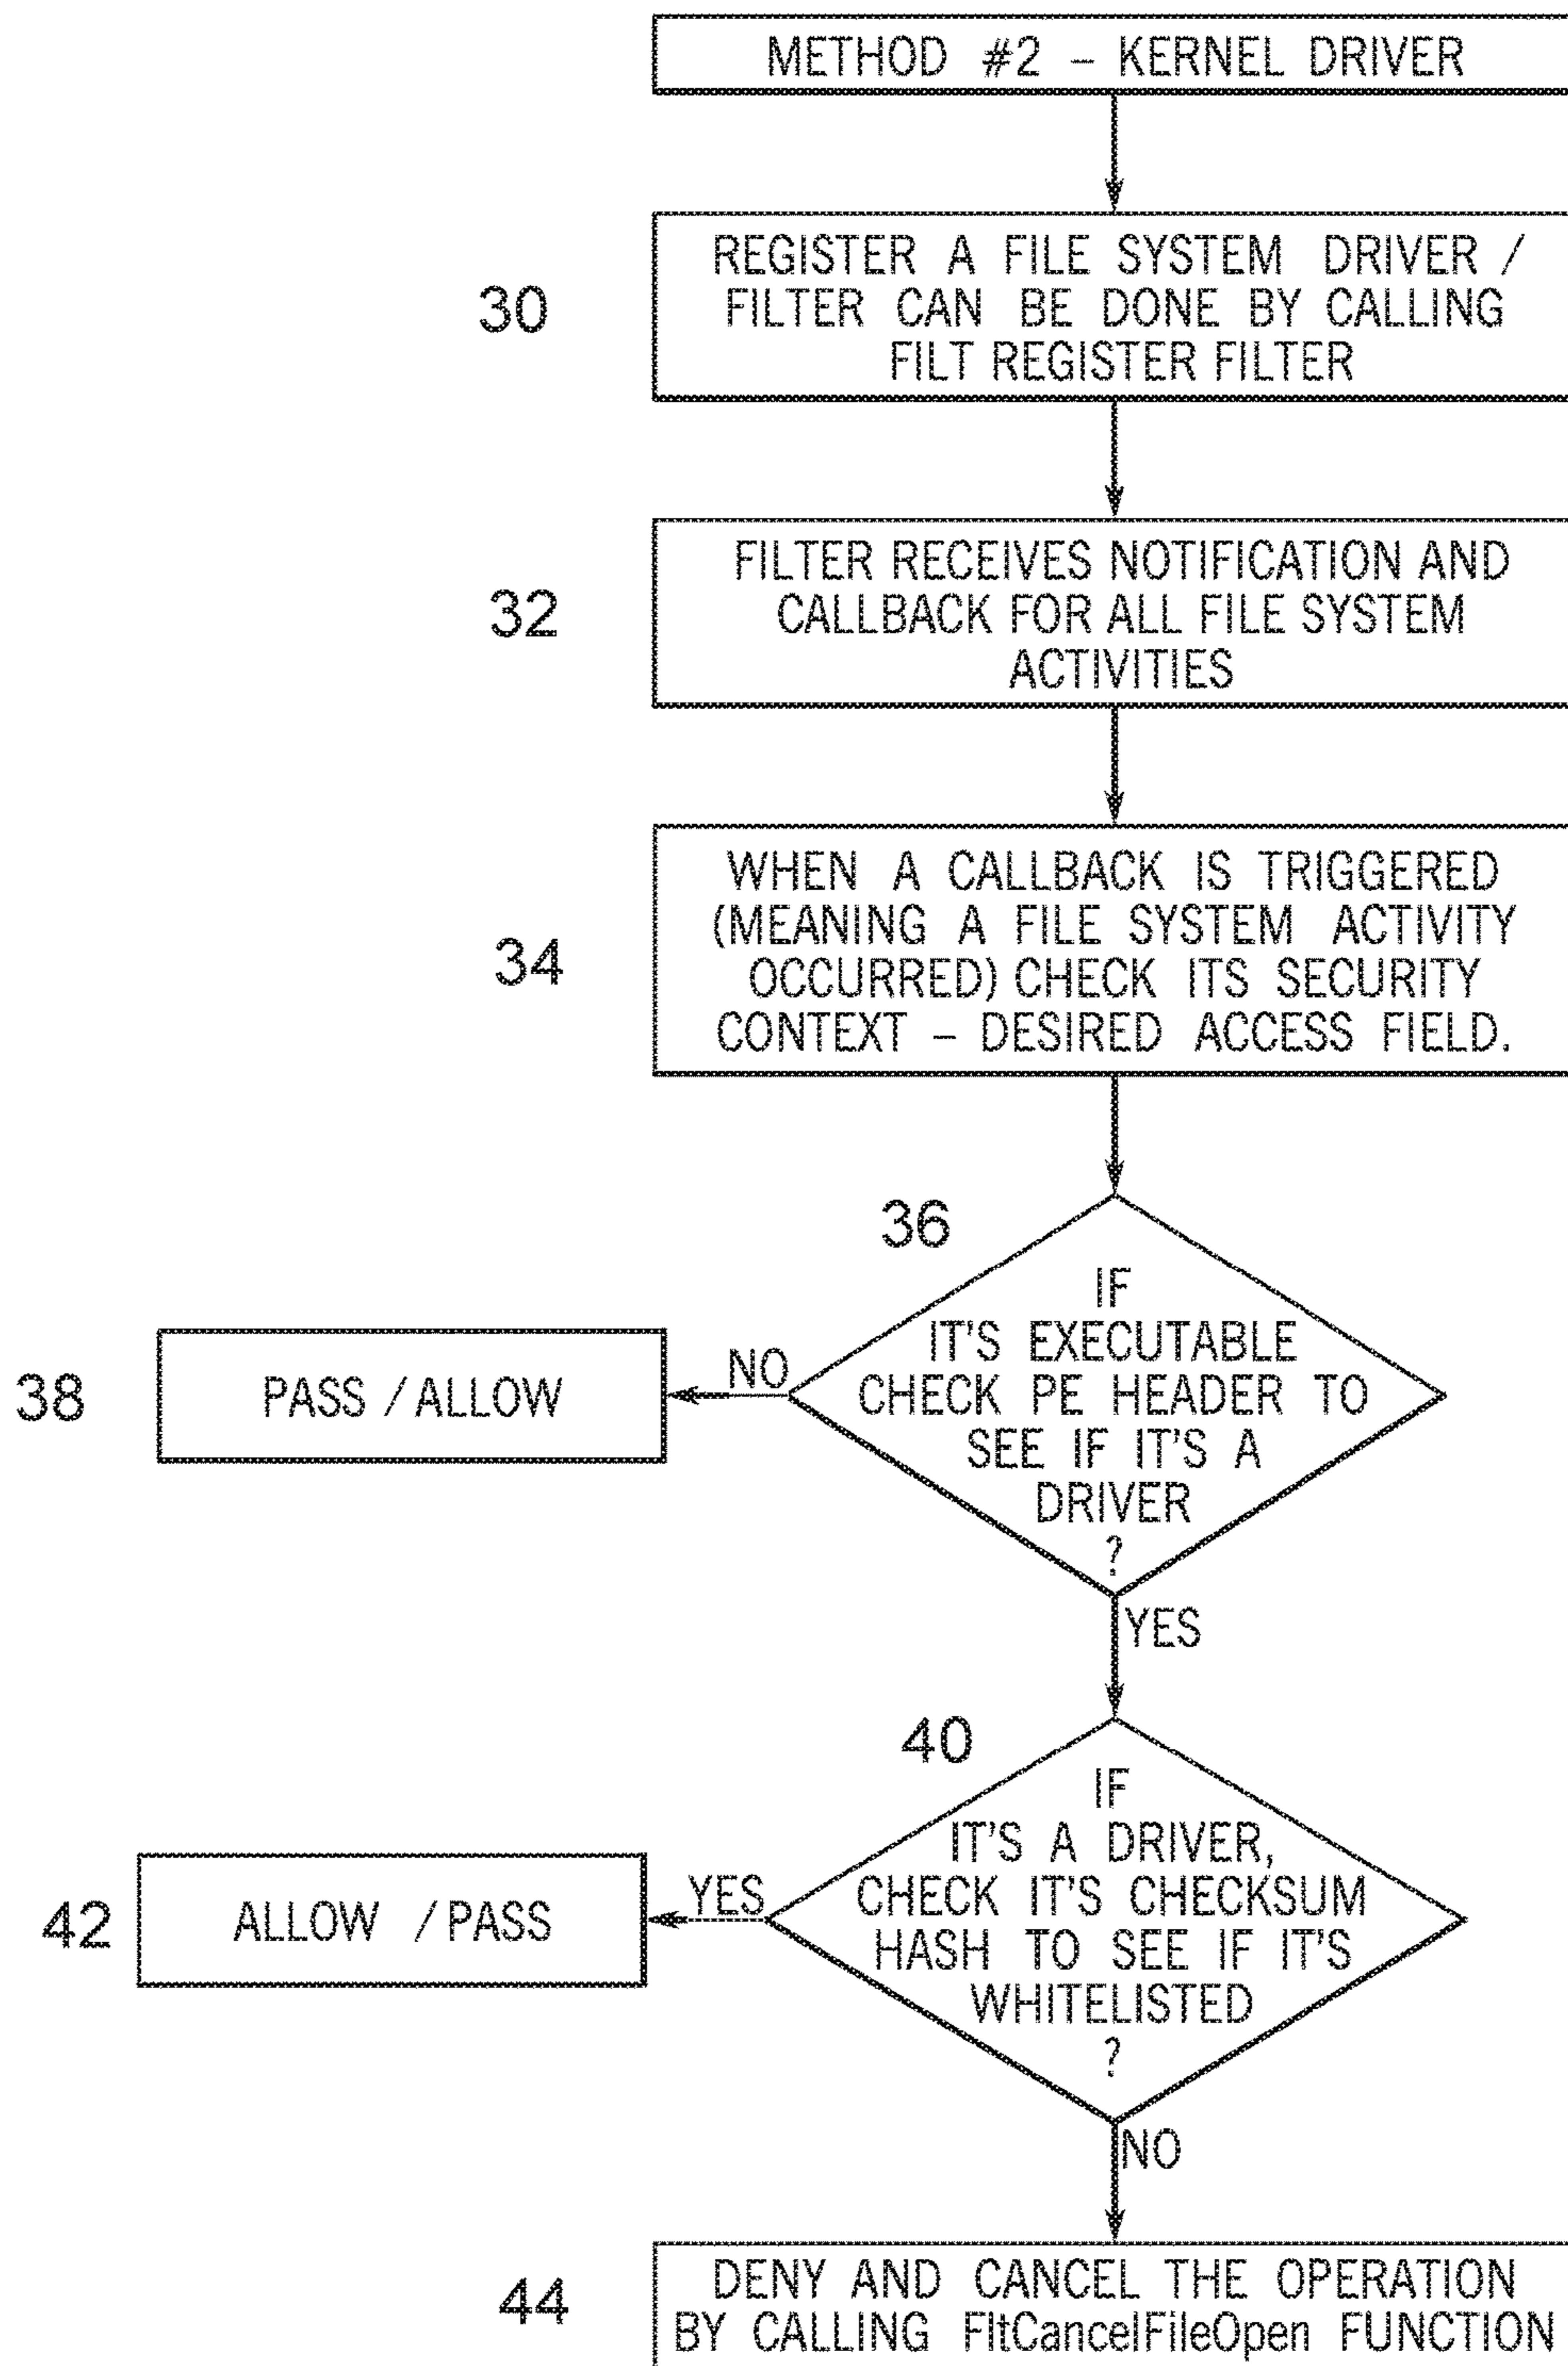 METHOD #2 – KERNEL DRIVER
30
REGISTER A FILE SYSTEM DRIVER /
FILTER CAN BE DONE BY CALLING
FILT REGISTER FILTER
32
FILTER RECEIVES NOTIFICATION AND
CALLBACK FOR ALL FILE SYSTEM
ACTIVITIES
34
WHEN A CALLBACK IS TRIGGERED
(MEANING A FILE SYSTEM ACTIVITY
OCCURRED) CHECK ITS SECURITY
CONTEXT – DESIRED ACCESS FIELD.
36
IF
IT'S EXECUTABLE
CHECK PE HEADER TO
SEE IF IT'S A
DRIVER
?
NO
38
PASS / ALLOW
YES
40
IF
IT'S A DRIVER,
CHECK IT'S CHECKSUM
HASH TO SEE IF IT'S
WHITELISTED
?
YES
42
ALLOW / PASS
NO
44
DENY AND CANCEL THE OPERATION
BY CALLING FltCancelFileOpen FUNCTION